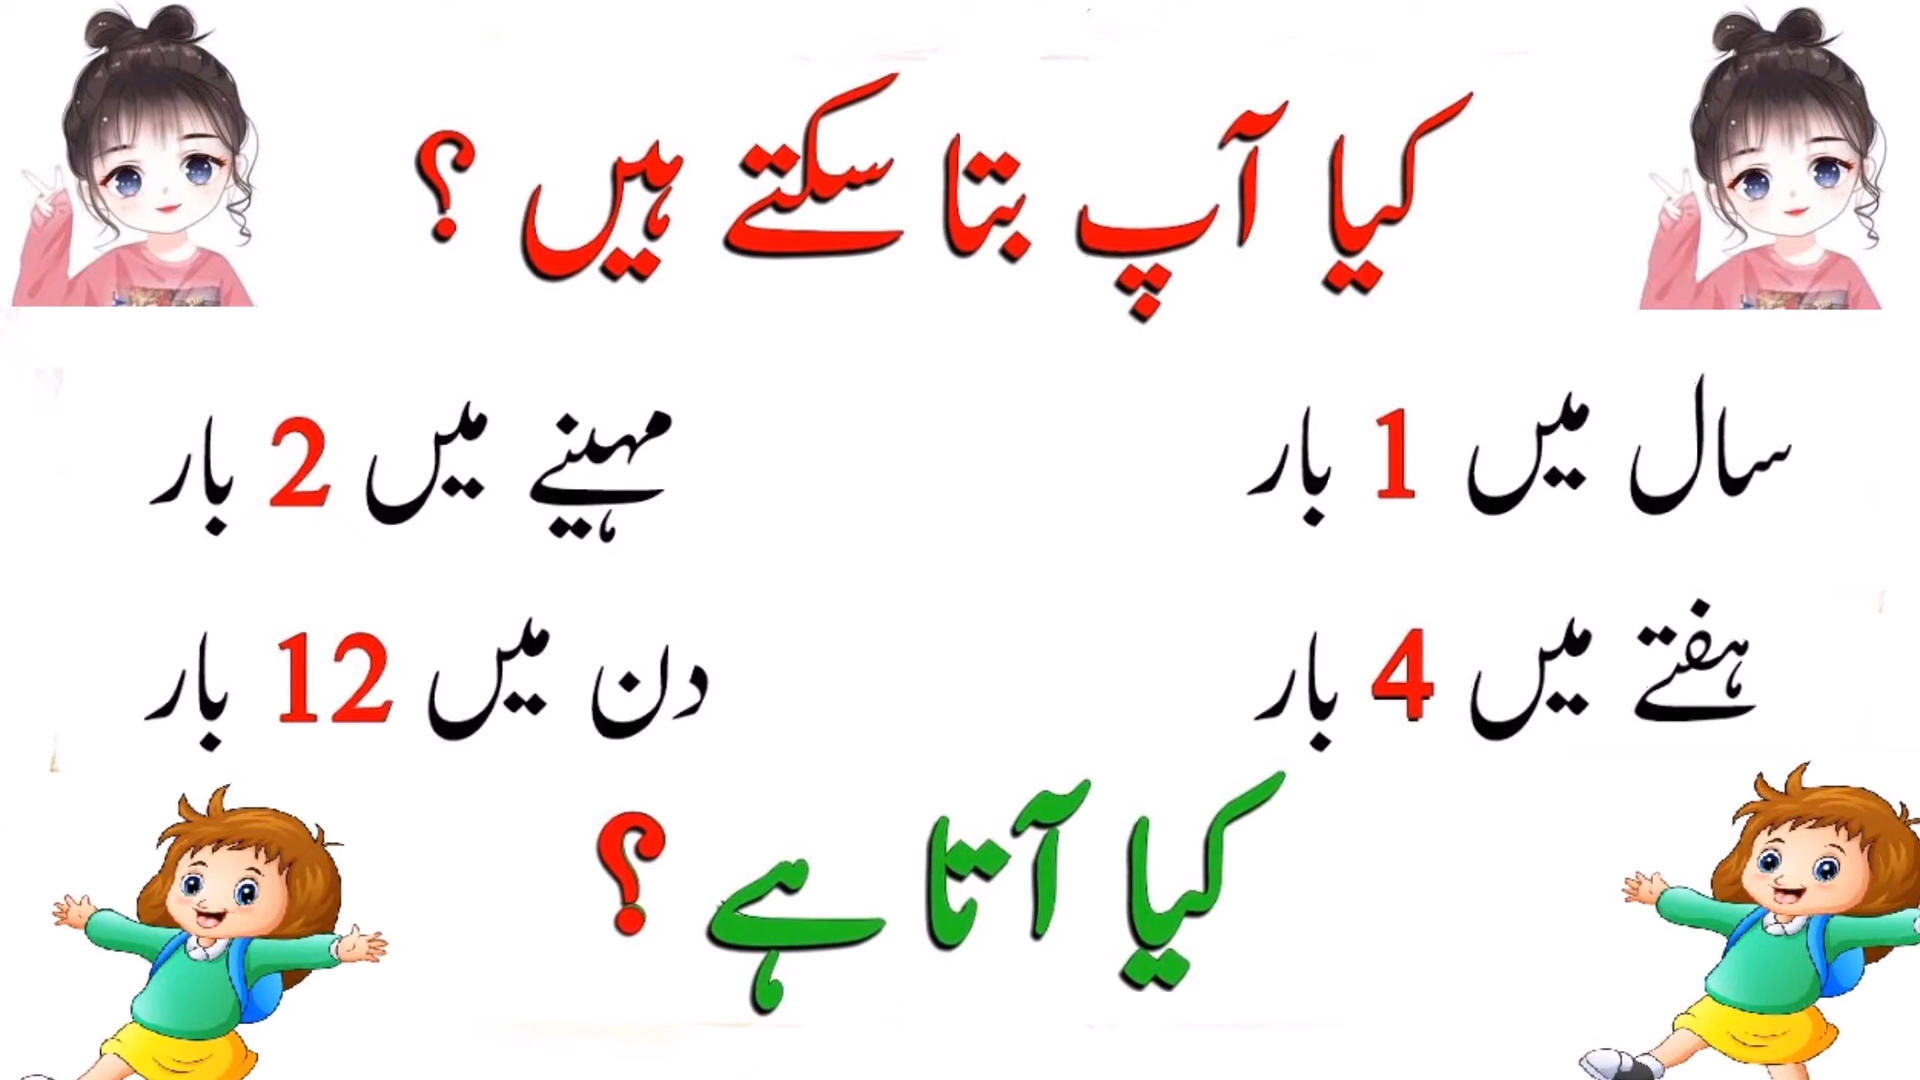 کیا آپ بتا سکتے ہیں ؟
سال میں 1 بار
مہینے میں 2 بار
ہفتے میں 4 بار
دن میں 12 بار
کیا آتا ہے ؟